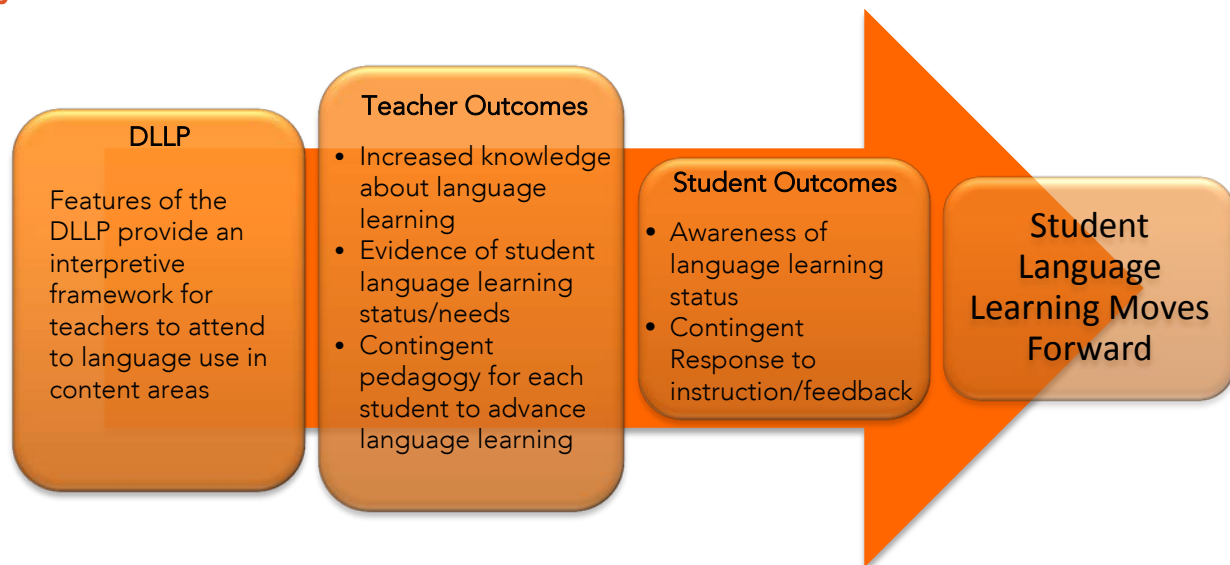 DLLP
Features of the
DLLP provide an
interpretive
framework for
teachers to attend
to language use in
content areas
Teacher Outcomes
• Increased knowledge
about language
learning
• Evidence of student
language learning
status/needs
• Contingent
pedagogy for each
student to advance
language learning
Student Outcomes
• Awareness of
language learning
status
• Contingent
Response to
instruction/feedback
Student
Language
Learning Moves
Forward